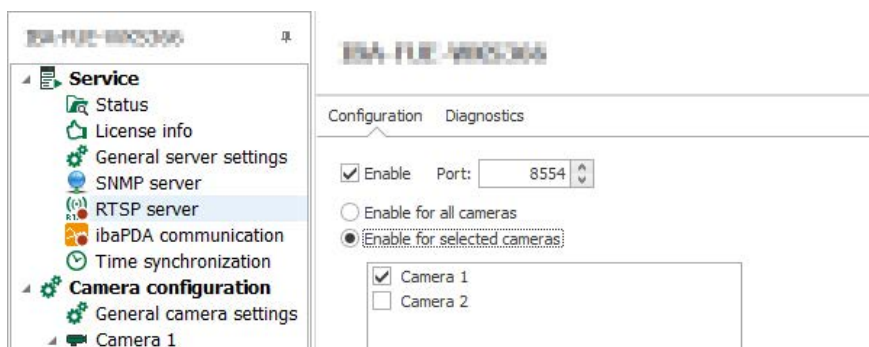 Service
Status
License info
General server settings
SNMP server
RTSP server
ibaPDA communication
Time synchronization
Camera configuration
General camera settings
Camera 1
Configuration Diagnostics
Enable Port: 8554
Enable for all cameras
Enable for selected cameras
Camera 1
Camera 2